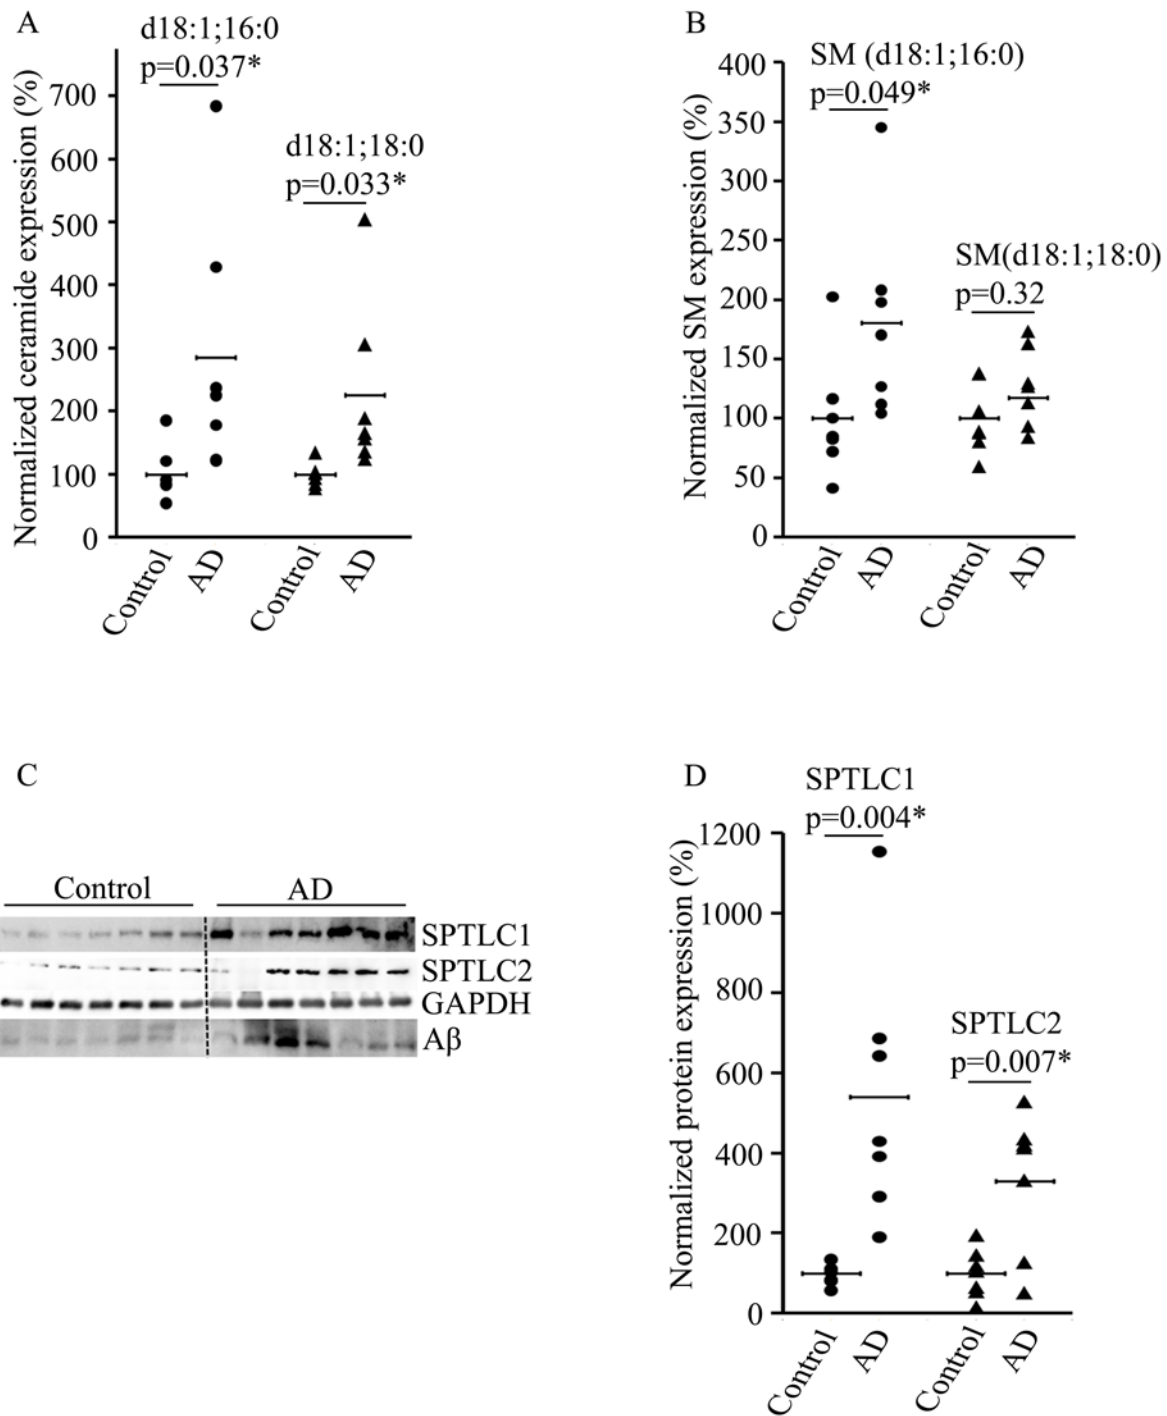 A
d18:1;16:0
p=0.037*
d18:1;18:0
p=0.033*
Normalized ceramide expression (%)
700
600
500
400
300
200
100
0
Control
AD
Control
AD
B
SM (d18:1;16:0)
p=0.049*
SM(d18:1;18:0)
p=0.32
Normalized SM expression (%)
400
350
300
250
200
150
100
50
0
Control
AD
Control
AD
C
Control
AD
SPTLC1
SPTLC2
GAPDH
Aβ
D
SPTLC1
p=0.004*
SPTLC2
p=0.007*
Normalized protein expression (%)
1200
1000
800
600
400
200
0
Control
AD
Control
AD